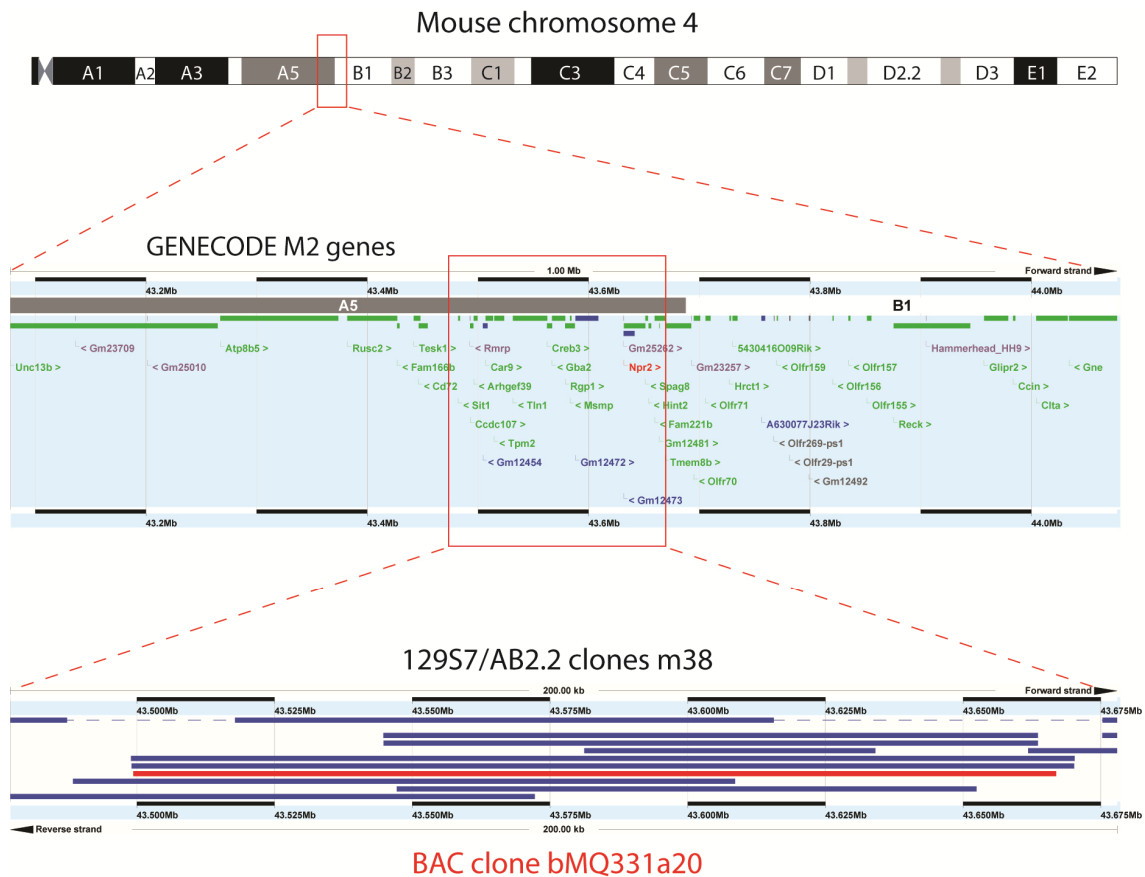 Mouse chromosome 4
A1 A2 A3 A5 B1 B2 B3 C1 C3 C4 C5 C6 C7 D1 D2.2 D3 E1 E2
GENECODE M2 genes
1.00 Mb Forward strand
43.2Mb 43.4Mb 43.6Mb 43.8Mb 44.0Mb
A5 B1
< Gm23709 Atp8b5 > Rusc2 > Tesk1 > < Rmrp Creb3 > Gm25262 > 5430416O09Rik > Hammerhead_HH9 >
Unc13b > < Gm25010 < Fam166b Car9 > < Gba2 Npr2 > Gm23257 > < Olfr159 < Olfr157 Glipr2 > < Gne
< Cd72 < Arhgef39 Rgp1 > < Spag8 Hrct1 > < Olfr156 Ccin >
< Sit1 < Tln1 < Msmp < Hint2 < Olfr71 Olfr155 > Clta >
Ccdc107 > < Fam221b A630077J23Rik > Reck >
< Tpm2 Gm12481 > < Olfr269-ps1
< Gm12454 Gm12472 > Tmem8b > < Olfr29-ps1
< Olfr70 < Gm12492
< Gm12473
43.2Mb 43.4Mb 43.6Mb 43.8Mb 44.0Mb
129S7/AB2.2 clones m38
200.00 kb Forward strand
43.500Mb 43.525Mb 43.550Mb 43.575Mb 43.600Mb 43.625Mb 43.650Mb 43.675Mb
43.500Mb 43.525Mb 43.550Mb 43.575Mb 43.600Mb 43.625Mb 43.650Mb 43.675Mb
Reverse strand 200.00 kb
BAC clone bMQ331a20